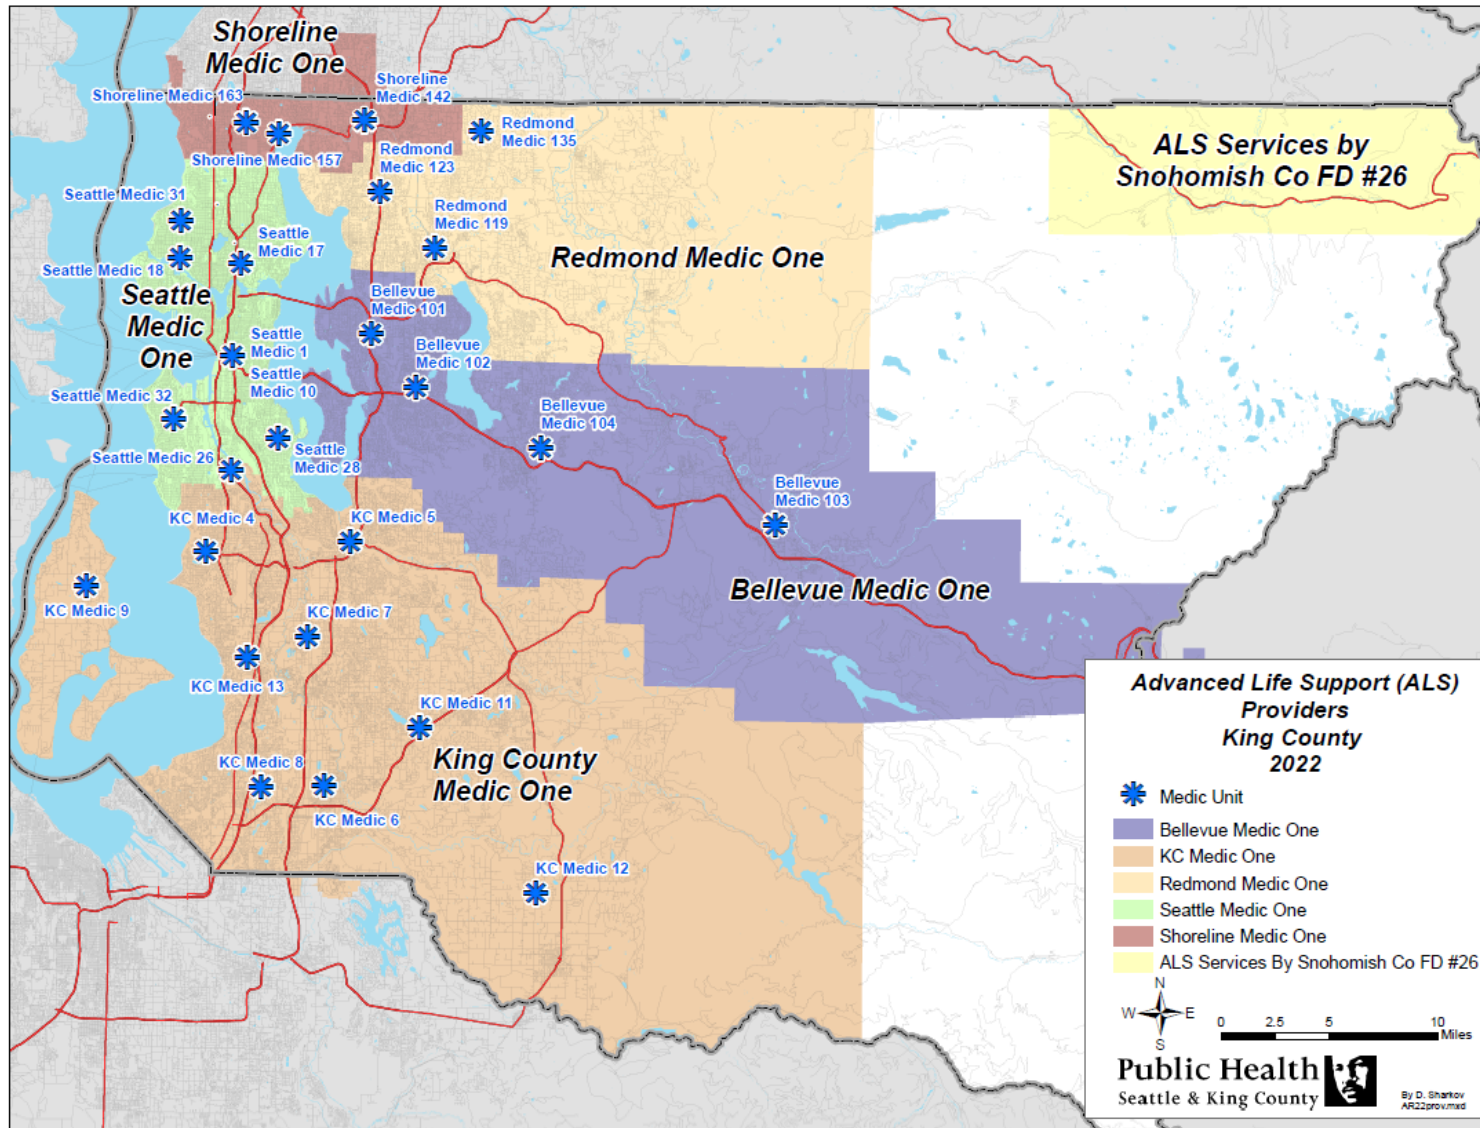 Shoreline
Medic One
Shoreline Medic 163
Shoreline
Medic 142
Shoreline Medic 157
Redmond
Medic 135
Redmond
Medic 123
Redmond
Medic 119
ALS Services by
Snohomish Co FD #26
Seattle Medic 31
Seattle
Medic 17
Seattle Medic 18
Redmond Medic One
Seattle
Medic
One
Bellevue
Medic 101
Seattle
Medic 1
Bellevue
Medic 102
Seattle
Medic 10
Seattle Medic 32
Bellevue
Medic 104
Seattle Medic 26
Seattle
Medic 28
Bellevue
Medic 103
KC Medic 4
KC Medic 5
KC Medic 9
Bellevue Medic One
KC Medic 7
KC Medic 13
KC Medic 11
KC Medic 8
King County
Medic One
KC Medic 6
KC Medic 12
Advanced Life Support (ALS)
Providers
King County
2022
Medic Unit
Bellevue Medic One
KC Medic One
Redmond Medic One
Seattle Medic One
Shoreline Medic One
ALS Services By Snohomish Co FD #26
N
W E
S
0 2.5 5 10
Miles
Public Health
Seattle & King County
By D. Sharkov
AR22prov.mxd